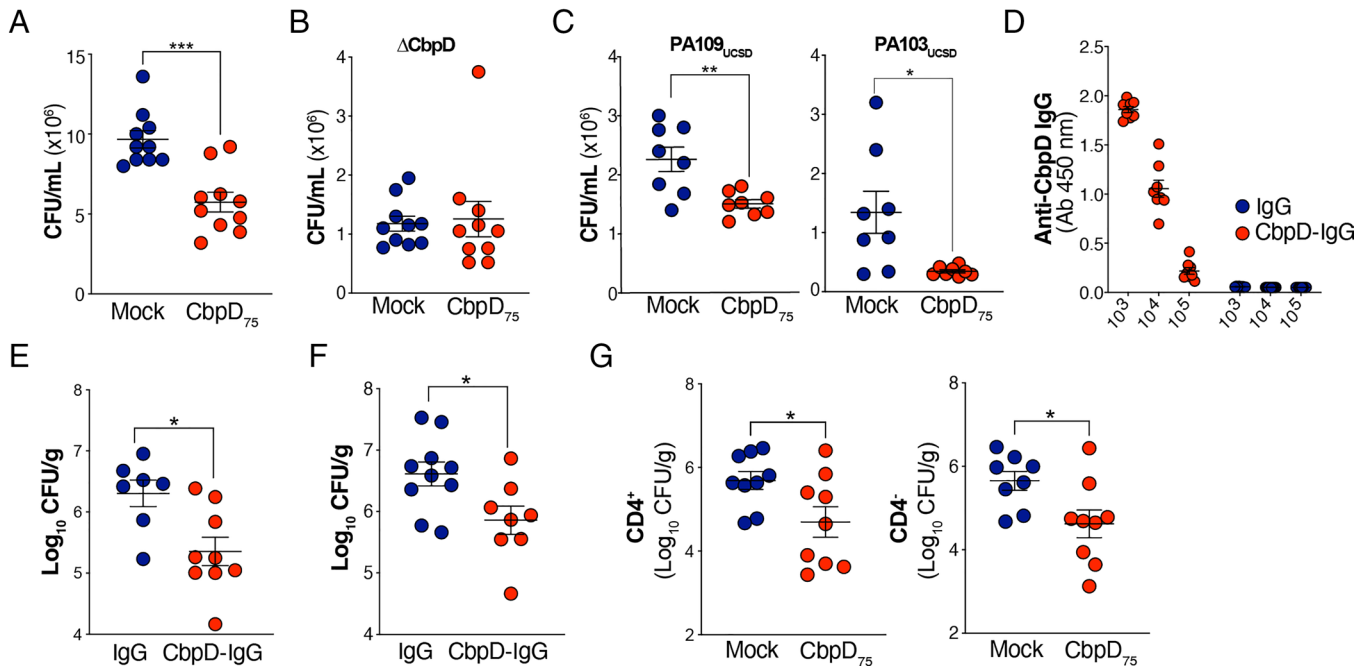 A
CFU/mL (x10⁶)
15
10
5
0
***
Mock
CbpD₇₅
B
ΔCbpD
CFU/mL (x10⁶)
4
3
2
1
0
Mock
CbpD₇₅
C
PA109UCSD
CFU/mL (x10⁶)
4
3
2
1
0
**
Mock
CbpD₇₅
PA103UCSD
4
3
2
1
0
*
Mock
CbpD₇₅
D
Anti-CbpD IgG
(Ab 450 nm)
2.0
1.5
1.0
0.5
0.0
10³
10⁴
10⁵
10³
10⁴
10⁵
IgG
CbpD-IgG
E
Log₁₀ CFU/g
8
7
6
5
4
*
IgG
CbpD-IgG
F
Log₁₀ CFU/g
8
7
6
5
4
*
IgG
CbpD-IgG
G
CD4⁺
(Log₁₀ CFU/g)
8
6
4
2
*
Mock
CbpD₇₅
CD4⁻
(Log₁₀ CFU/g)
8
6
4
2
*
Mock
CbpD₇₅